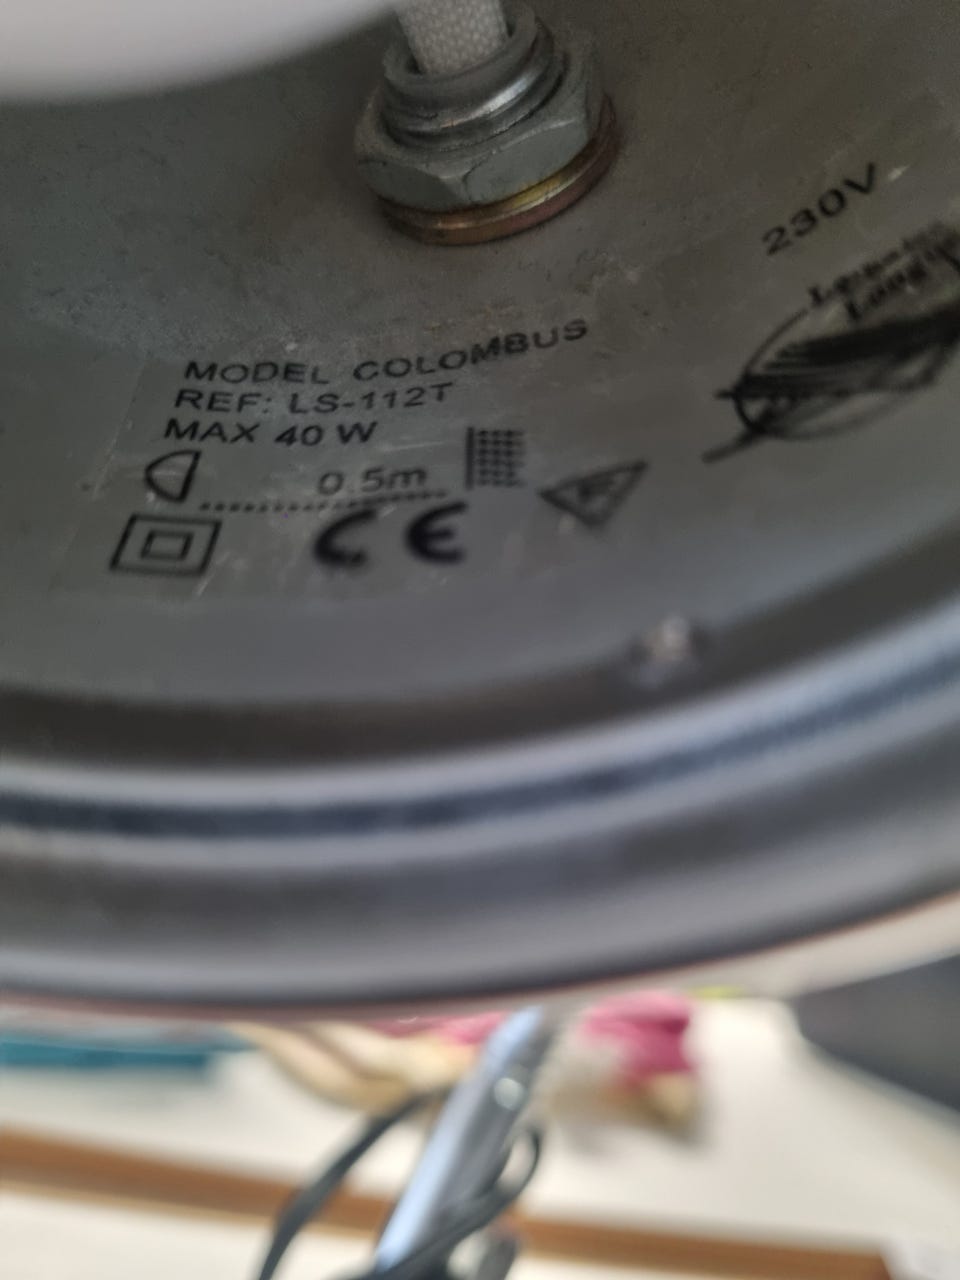 230V
MODEL COLOMBUS
REF: LS-112T
MAX 40 W
0.5m
CE
F